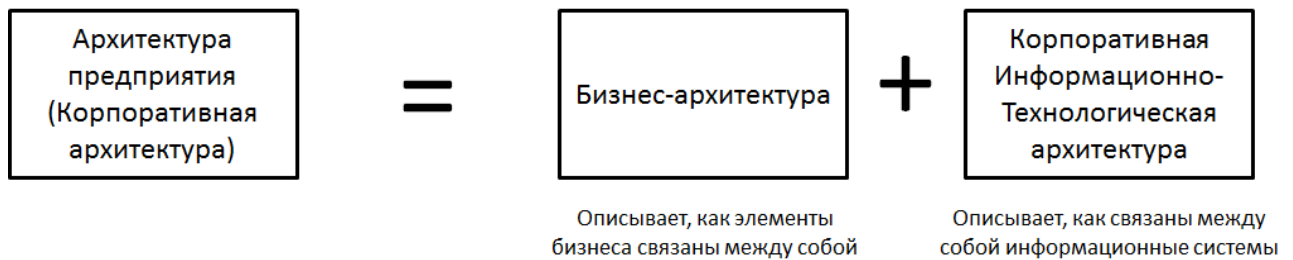 Архитектура
предприятия
(Корпоративная
архитектура)
=
Бизнес-архитектура
+
Корпоративная
Информационно-
Технологическая
архитектура
Описывает, как элементы
бизнеса связаны между собой
Описывает, как связаны между
собой информационные системы